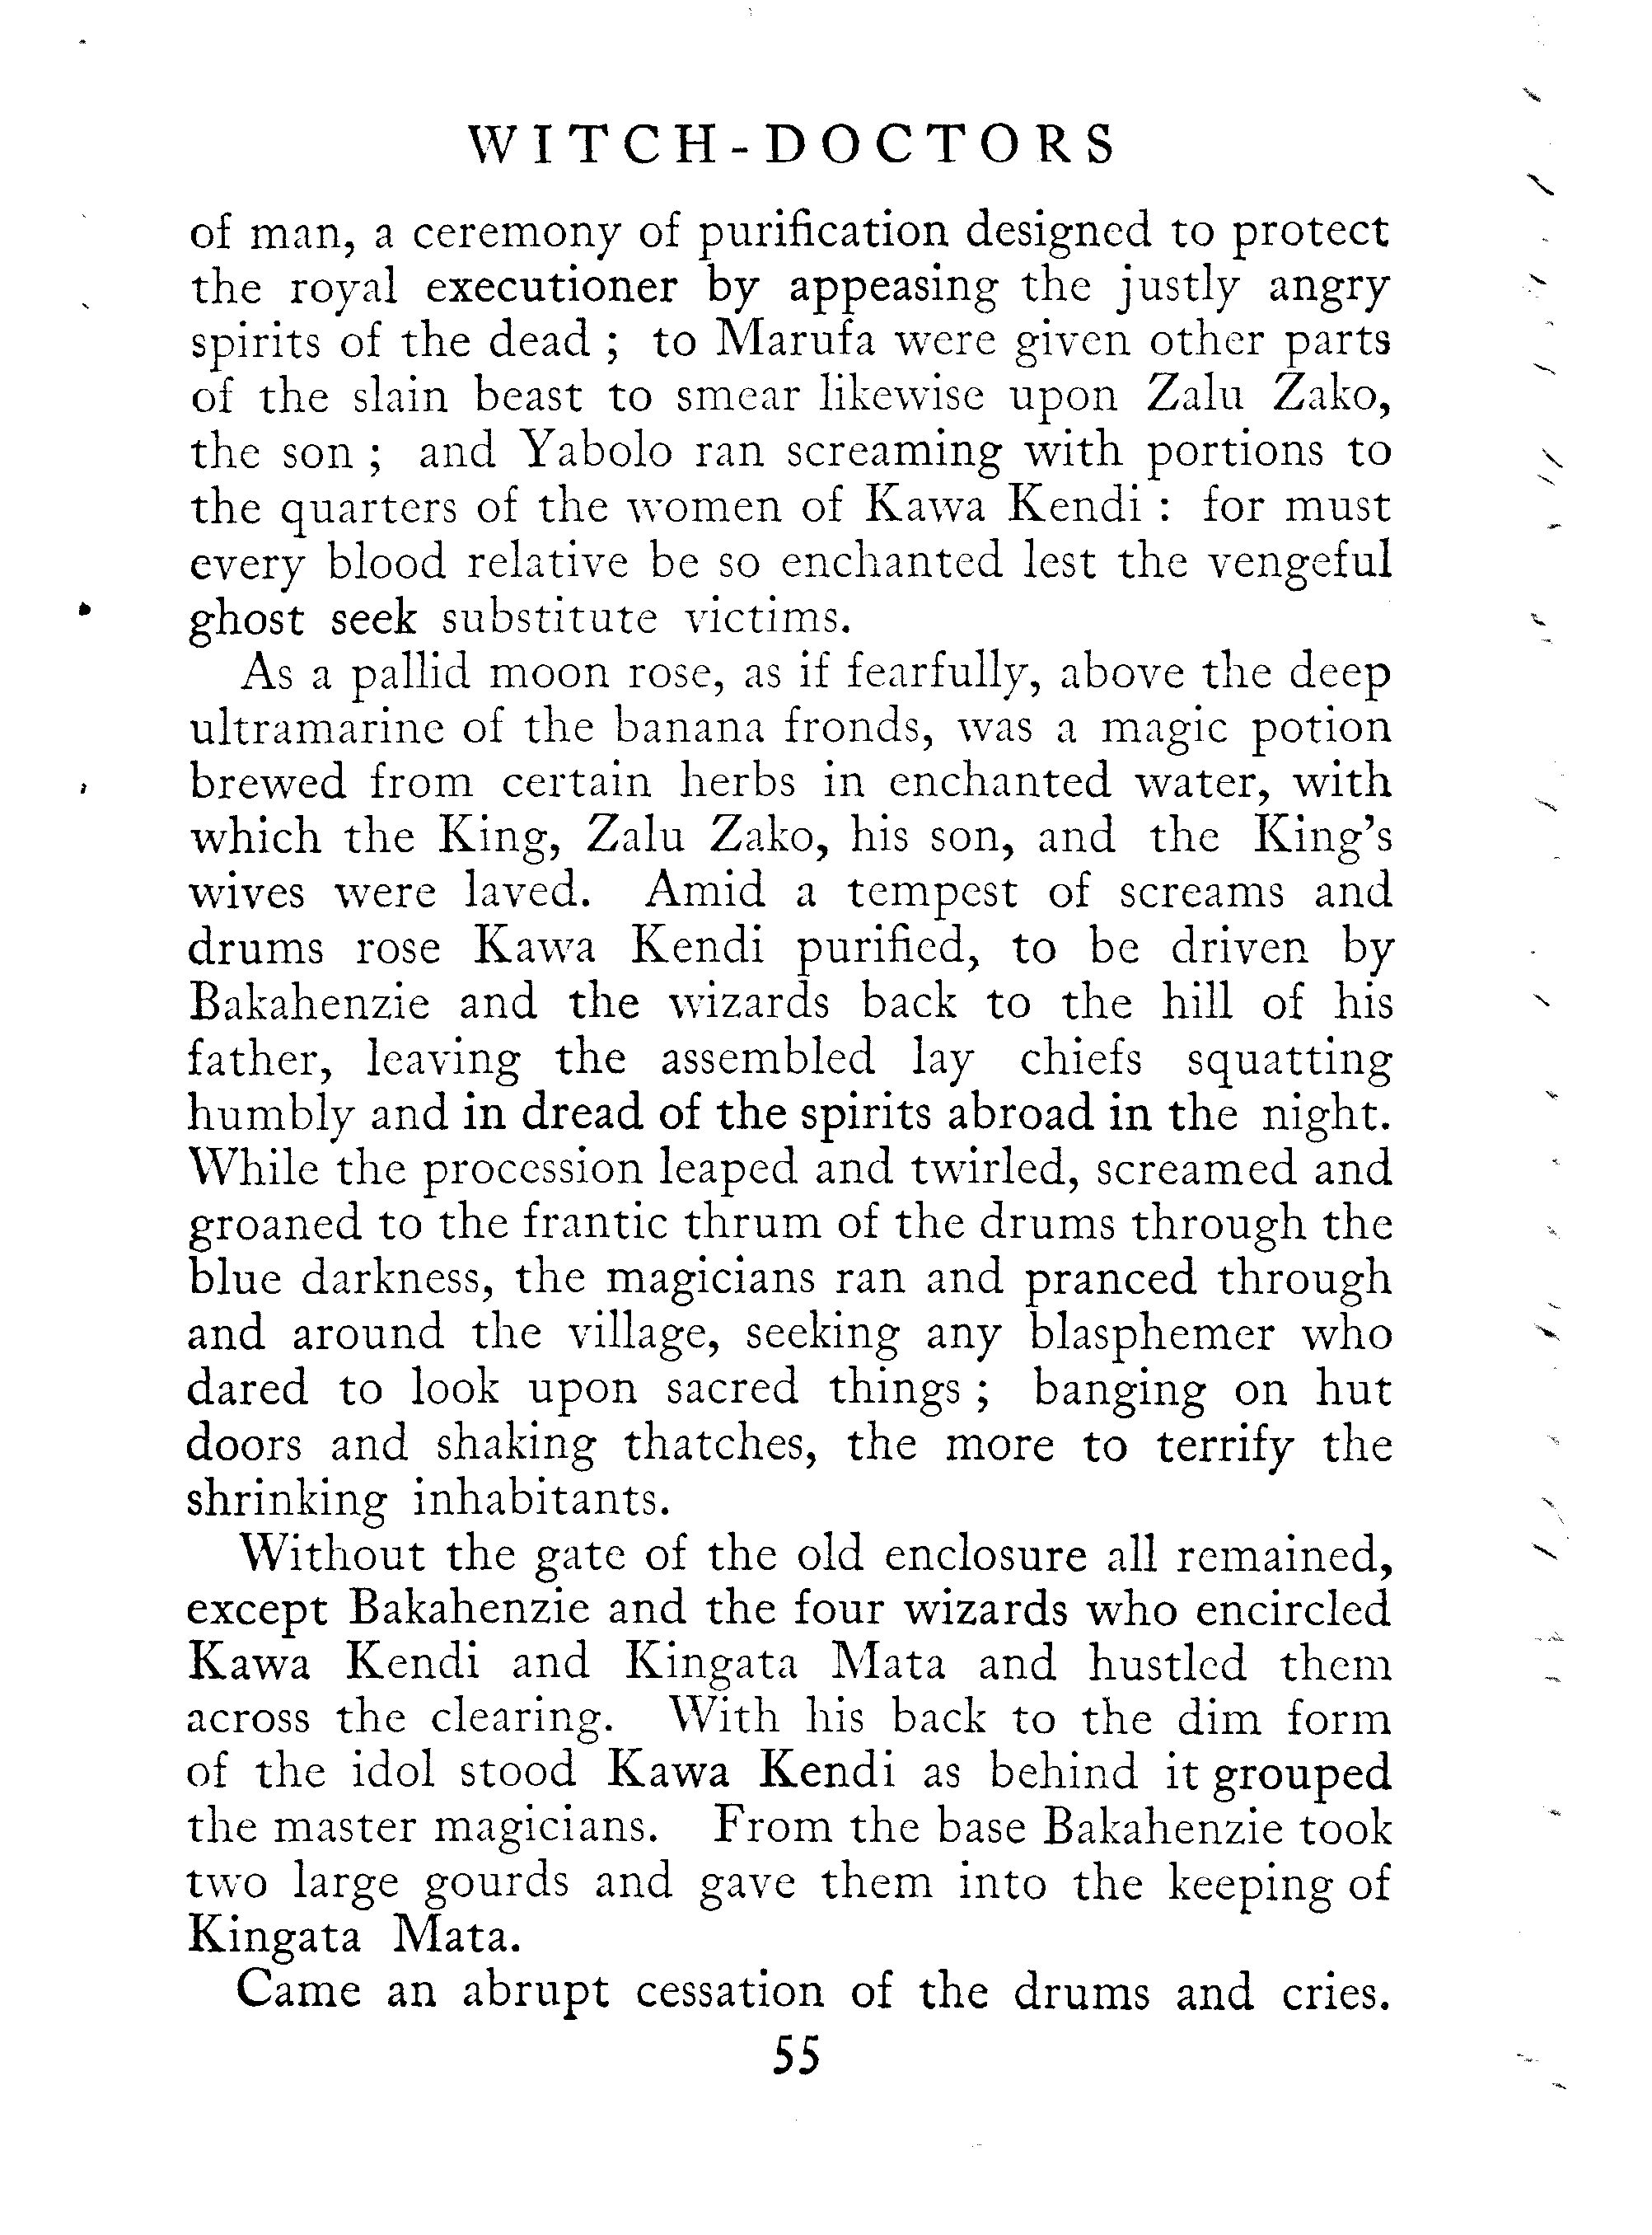 WITCH-DOCTORS
of man, a ceremony of purification designed to protect
the royal executioner by appeasing the justly angry
spirits of the dead ; to Marufa were given other parts
of the slain beast to smear likewise upon Zalu Zako,
the son ; and Yabolo ran screaming with portions to
the quarters of the women of Kawa Kendi : for must
every blood relative be so enchanted lest the vengeful
ghost seek substitute victims.
As a pallid moon rose, as if fearfully, above the deep
ultramarine of the banana fronds, was a magic potion
brewed from certain herbs in enchanted water, with
which the King, Zalu Zako, his son, and the King's
wives were laved. Amid a tempest of screams and
drums rose Kawa Kendi purified, to be driven by
Bakahenzie and the wizards back to the hill of his
father, leaving the assembled lay chiefs squatting
humbly and in dread of the spirits abroad in the night.
While the procession leaped and twirled, screamed and
groaned to the frantic thrum of the drums through the
blue darkness, the magicians ran and pranced through
and around the village, seeking any blasphemer who
dared to look upon sacred things ; banging on hut
doors and shaking thatches, the more to terrify the
shrinking inhabitants.
Without the gate of the old enclosure all remained,
except Bakahenzie and the four wizards who encircled
Kawa Kendi and Kingata Mata and hustled them
across the clearing. With his back to the dim form
of the idol stood Kawa Kendi as behind it grouped
the master magicians. From the base Bakahenzie took
two large gourds and gave them into the keeping of
Kingata Mata.
Came an abrupt cessation of the drums and cries.
55